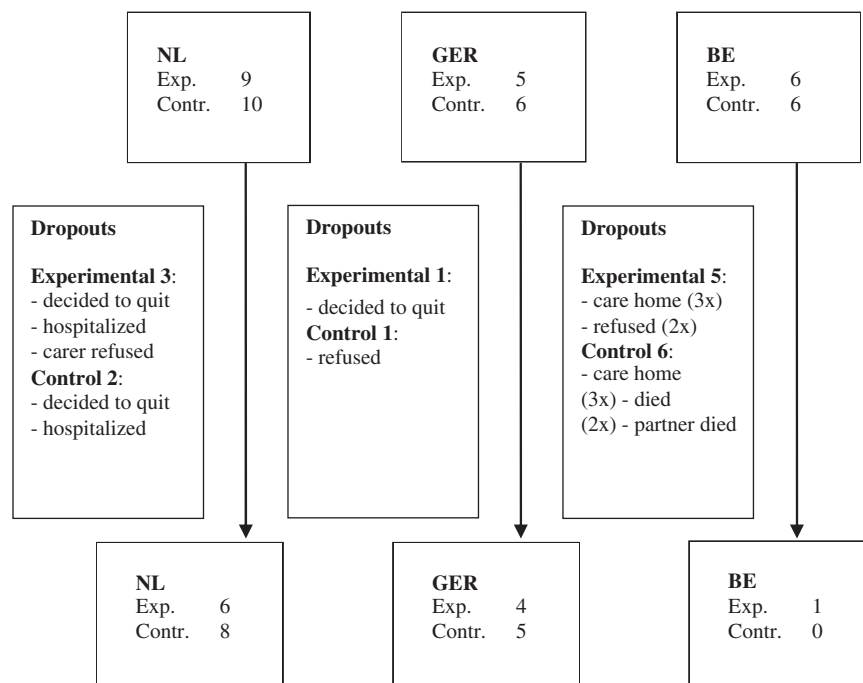 NL
Exp. 9
Contr. 10
GER
Exp. 5
Contr. 6
BE
Exp. 6
Contr. 6
Dropouts
Experimental 3:
- decided to quit
- hospitalized
- carer refused
Control 2:
- decided to quit
- hospitalized
Dropouts
Experimental 1:
- decided to quit
Control 1:
- refused
Dropouts
Experimental 5:
- care home (3x)
- refused (2x)
Control 6:
- care home
(3x) - died
(2x) - partner died
NL
Exp. 6
Contr. 8
GER
Exp. 4
Contr. 5
BE
Exp. 1
Contr. 0